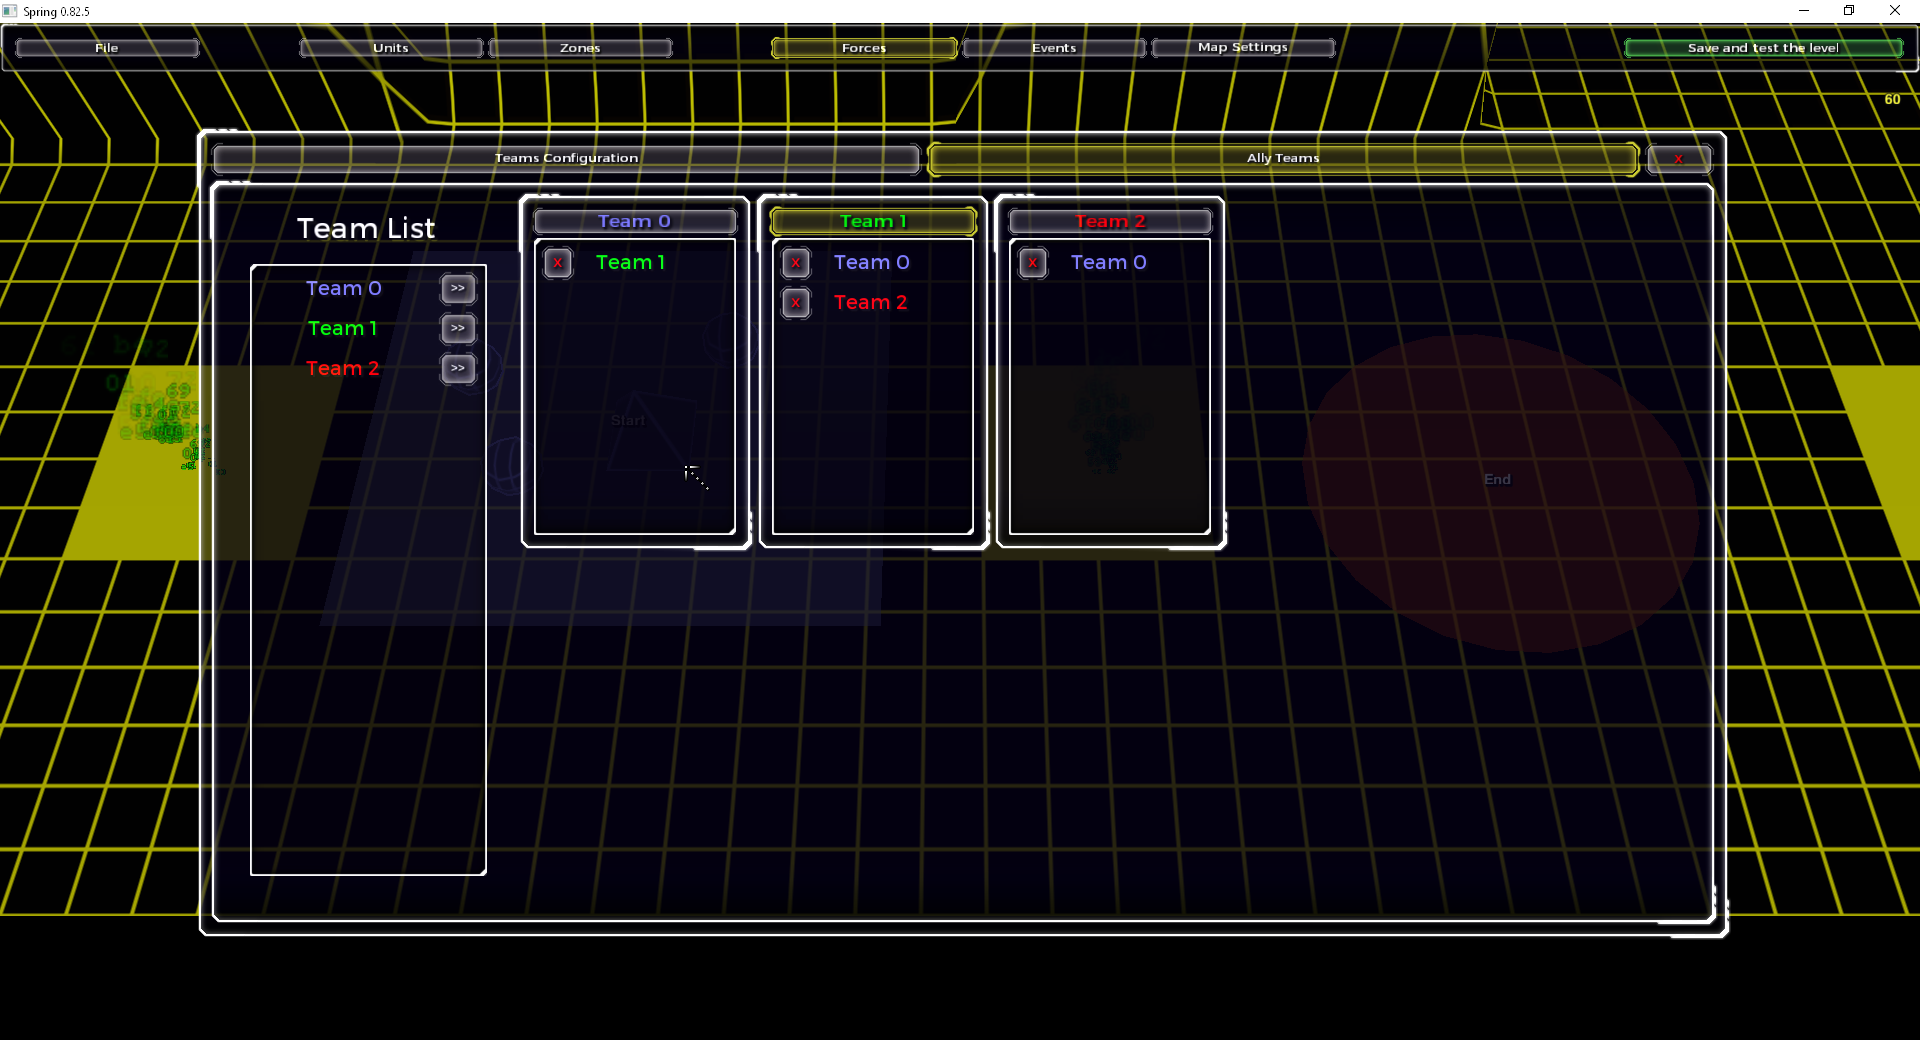 Spring 0.82.5
File
Units
Zones
Forces
Events
Map Settings
Save and test the level
60
Teams Configuration
Ally Teams
x
Team List
Team 0 >>
Team 1 >>
Team 2 >>
Team 0
x Team 1
Team 1
x Team 0
x Team 2
Team 2
x Team 0
Start
End